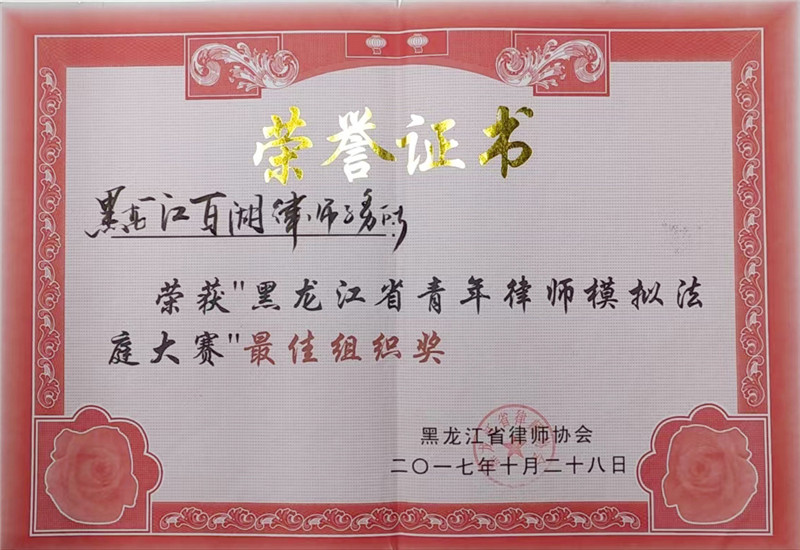 荣誉证书
黑龙江百湖律师事务所
荣获"黑龙江省青年律师模拟法
庭大赛"最佳组织奖
黑龙江省律师协会
二〇一七年十月二十八日